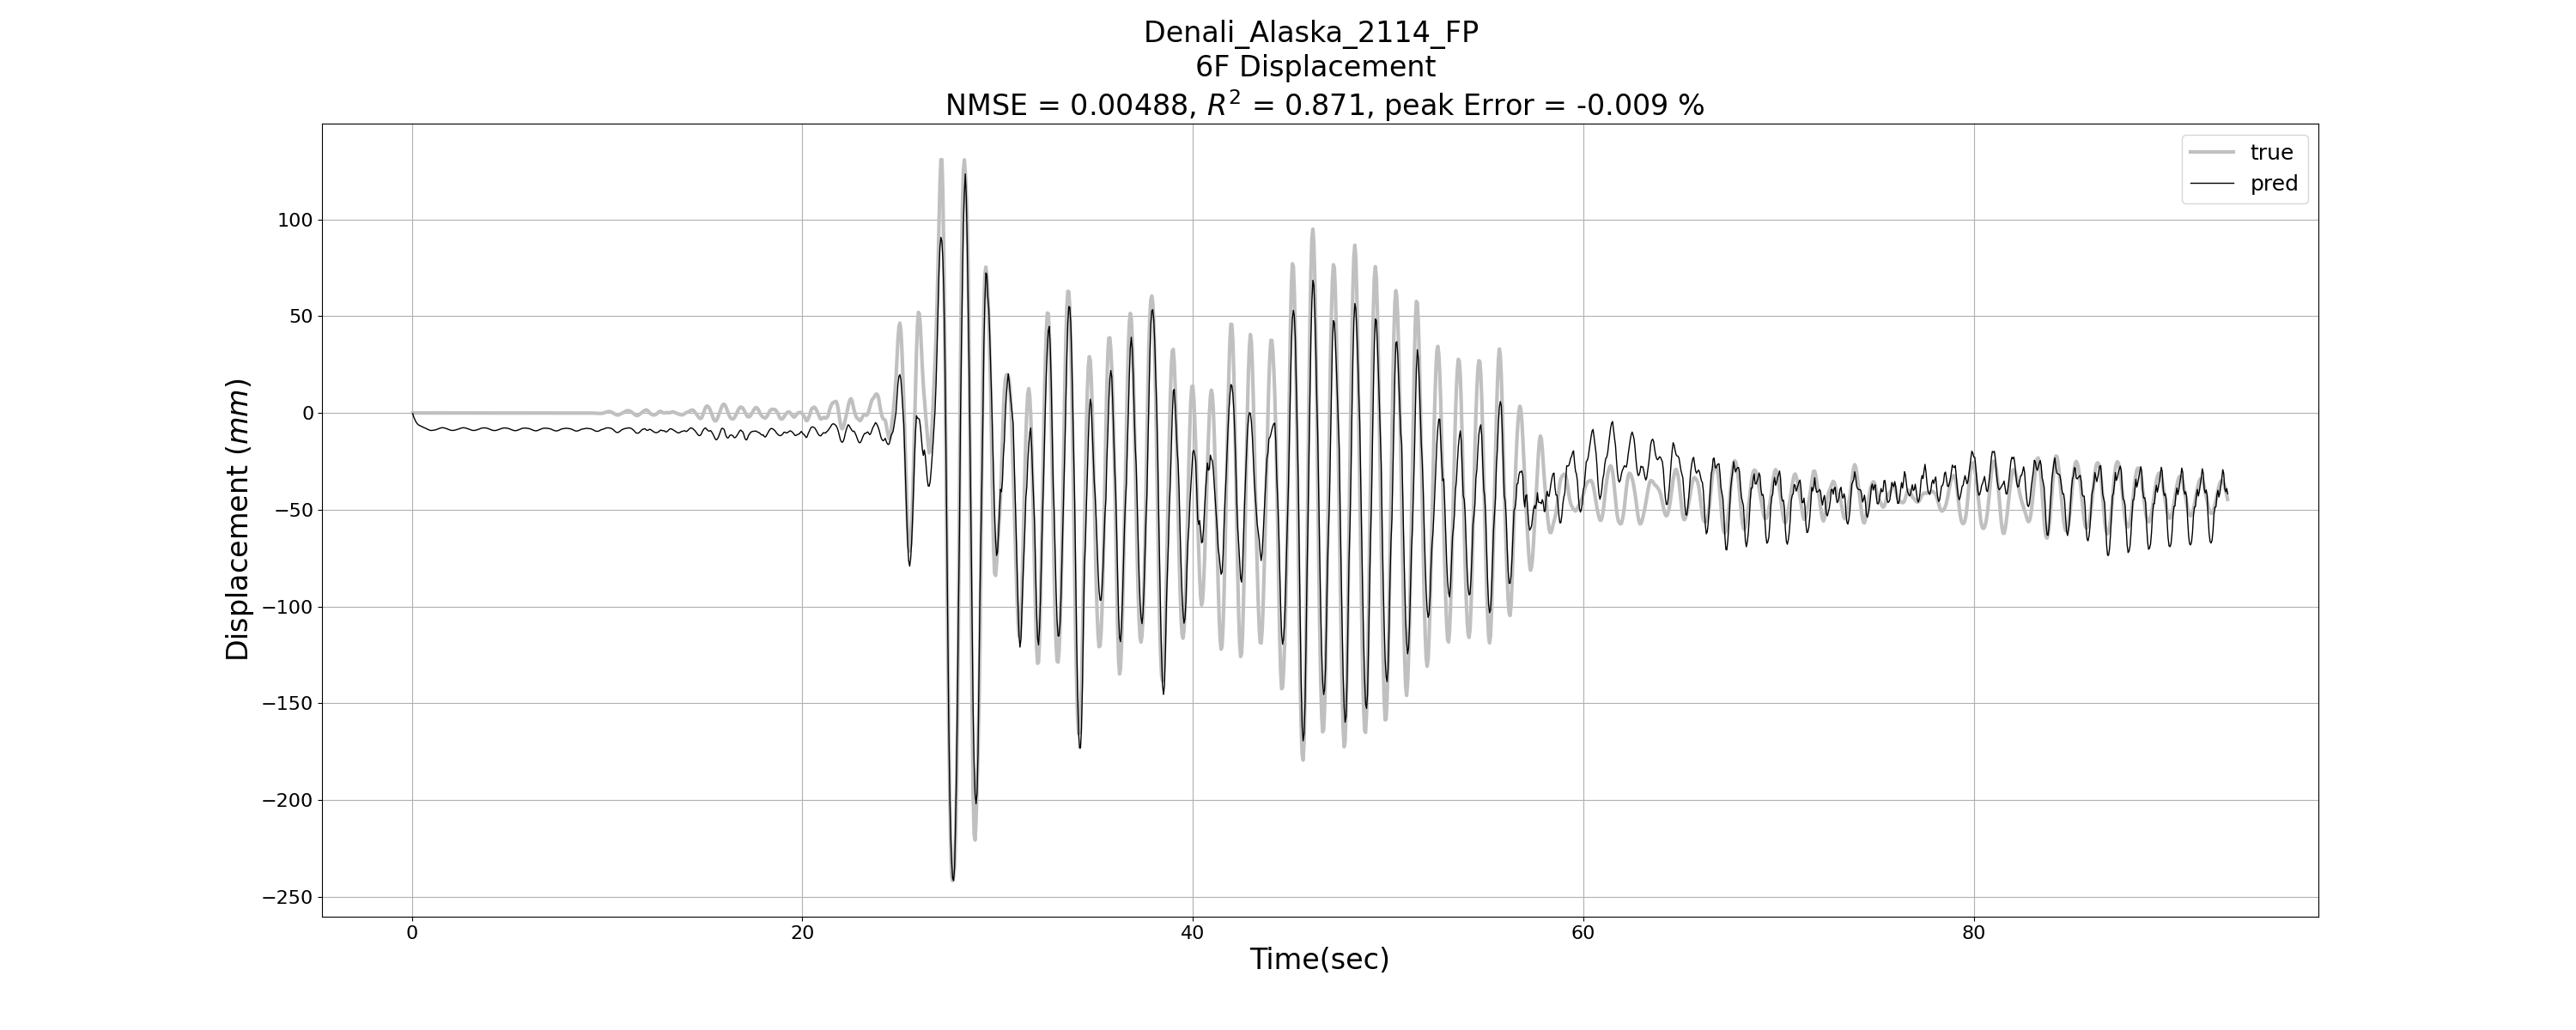 Denali_Alaska_2114_FP
6F Displacement
NMSE = 0.00488, R² = 0.871, peak Error = -0.009 %
true
pred
100
50
0
−50
−100
−150
−200
−250
Displacement (mm)
0
20
40
60
80
Time(sec)